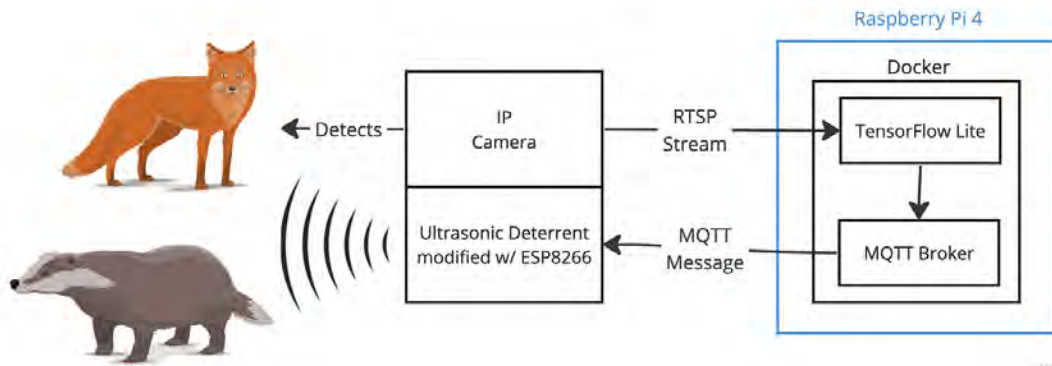 Raspberry Pi 4
Docker
Detects
IP
Camera
RTSP
Stream
TensorFlow Lite
Ultrasonic Deterrent
modified w/ ESP8266
MQTT
Message
MQTT Broker